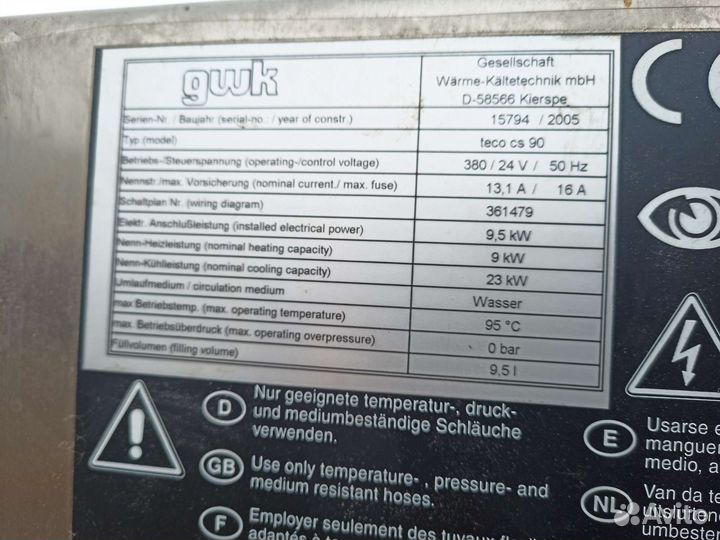 gwk
Gesellschaft
Wärme-Kältetechnik mbH
D-58566 Kierspe
Serien-Nr. / Baujahr (serial-no.: / year of constr.) 15794 / 2005
Typ (model) teco cs 90
Betriebs-/Steuerspannung (operating-/control voltage) 380 / 24 V / 50 Hz
Nennstr./max. Vorsicherung (nominal current./ max. fuse) 13,1 A / 16 A
Schaltplan Nr. (wiring diagram) 361479
Elektr. Anschlußleistung (installed electrical power) 9,5 kW
Nenn-Heizleistung (nominal heating capacity) 9 kW
Nenn-Kühlleistung (nominal cooling capacity) 23 kW
Umlaufmedium / circulation medium Wasser
max Betriebstemp. (max. operating temperature) 95 °C
max. Betriebsüberdruck (max. operating overpressure) 0 bar
Füllvolumen (filling volume) 9,5 l
CE
D Nur geeignete temperatur-, druck-
und mediumbeständige Schläuche
verwenden.
GB Use only temperature- , pressure- and
medium resistant hoses.
F Employer seulement des tuyaux
adaptés à
E Usarse
manguer
medio, a
NL Van da te
uitsluiten
umbesten
Avito